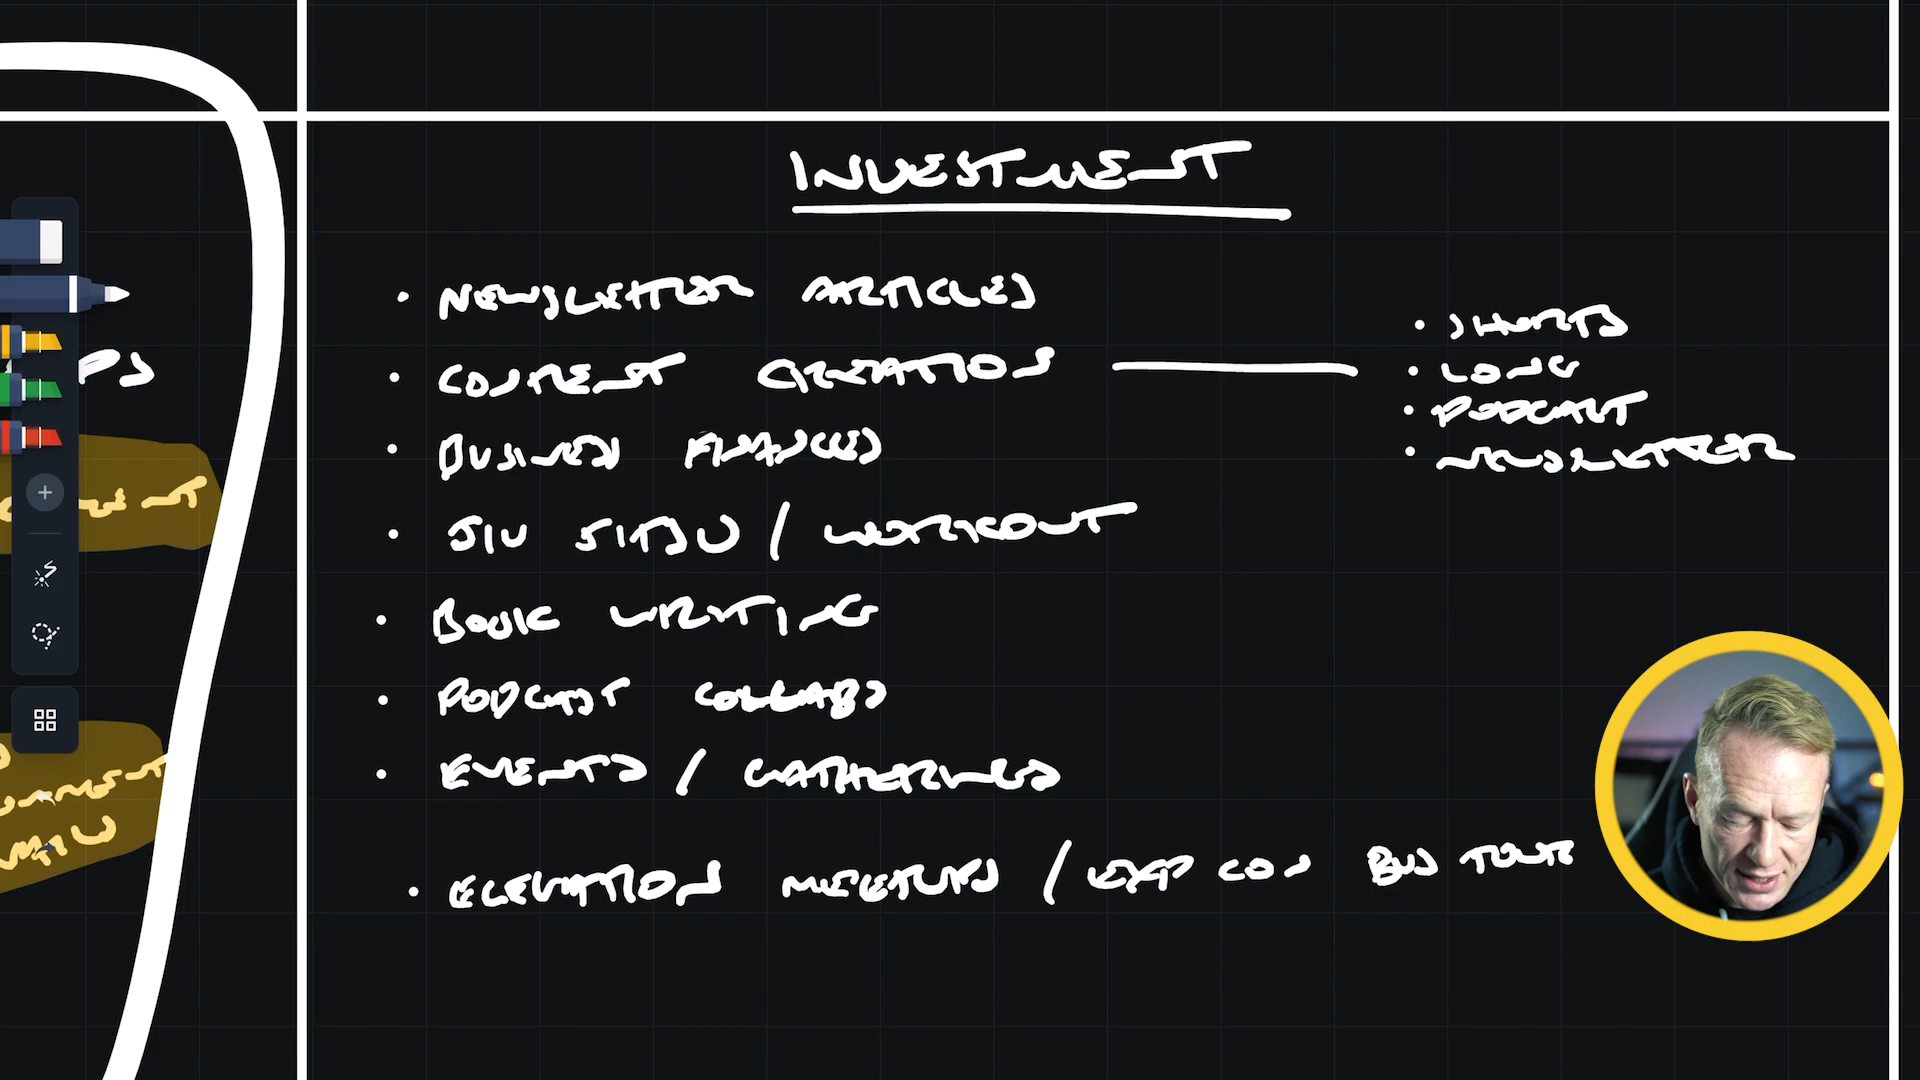 INVESTMENT
• NEWSLETTER ARTICLES
• CONTENT CREATION
• SHORTS
• LONG
• PODCAST
• NEWSLETTER
• BUSINESS FINANCES
• JIU JITSU / WORKOUT
• BOOK WRITING
• PODCAST COLLABS
• EVENTS / GATHERINGS
• ELEVATION MEETUPS / EXP CON BUS TOUR
PS